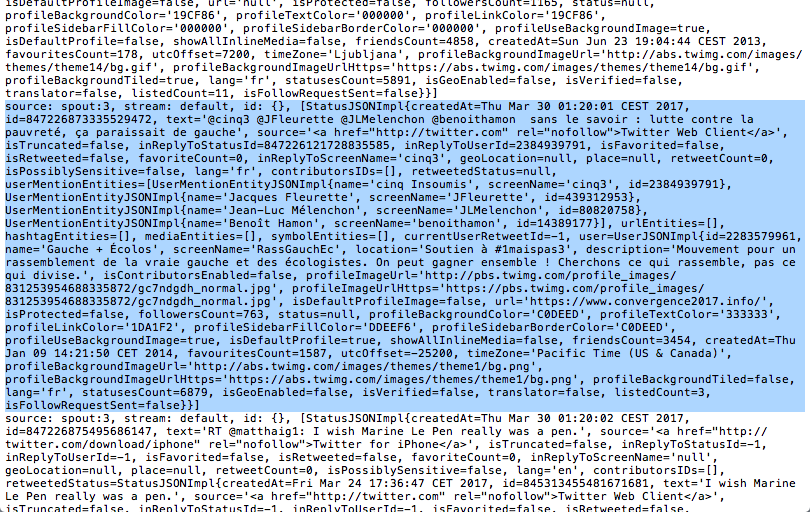 isDefaultProfileImage=false, url='null', isProtected=false, followersCount=1165, status=null,
profileBackgroundColor='19CF86', profileTextColor='000000', profileLinkColor='19CF86',
profileSidebarFillColor='000000', profileSidebarBorderColor='000000', profileUseBackgroundImage=true,
isDefaultProfile=false, showAllInlineMedia=false, friendsCount=4858, createdAt=Sun Jun 23 19:04:44 CEST 2013,
favouritesCount=178, utcOffset=7200, timeZone='Ljubljana', profileBackgroundImageUrl='http://abs.twimg.com/images/
themes/theme14/bg.gif', profileBackgroundImageUrlHttps='https://abs.twimg.com/images/themes/theme14/bg.gif',
profileBackgroundTiled=true, lang='fr', statusesCount=5891, isGeoEnabled=false, isVerified=false,
translator=false, listedCount=11, isFollowRequestSent=false}}]
source: spout:3, stream: default, id: {}, [StatusJSONImpl{createdAt=Thu Mar 30 01:20:01 CEST 2017,
id=847226873335529472, text='@cinq3 @JFleurette @JLMelenchon @benoithamon  sans le savoir : lutte contre la
pauvreté, ça paraissait de gauche', source='<a href="http://twitter.com" rel="nofollow">Twitter Web Client</a>',
isTruncated=false, inReplyToStatusId=847226121728835585, inReplyToUserId=2384939791, isFavorited=false,
isRetweeted=false, favoriteCount=0, inReplyToScreenName='cinq3', geoLocation=null, place=null, retweetCount=0,
isPossiblySensitive=false, lang='fr', contributorsIDs=[], retweetedStatus=null,
userMentionEntities=[UserMentionEntityJSONImpl{name='cinq Insoumis', screenName='cinq3', id=2384939791},
UserMentionEntityJSONImpl{name='Jacques Fleurette', screenName='JFleurette', id=439312953},
UserMentionEntityJSONImpl{name='Jean-Luc Mélenchon', screenName='JLMelenchon', id=80820758},
UserMentionEntityJSONImpl{name='Benoît Hamon', screenName='benoithamon', id=14389177}], urlEntities=[],
hashtagEntities=[], mediaEntities=[], symbolEntities=[], currentUserRetweetId=-1, user=UserJSONImpl{id=2283579961,
name='Gauche + Écolos', screenName='RassGauchEc', location='Soutien à #1maispas3', description='Mouvement pour un
rassemblement de la vraie gauche et des écologistes. On peut gagner ensemble ! Cherchons ce qui rassemble, pas ce
qui divise.', isContributorsEnabled=false, profileImageUrl='http://pbs.twimg.com/profile_images/
831253954688335872/gc7ndgdh_normal.jpg', profileImageUrlHttps='https://pbs.twimg.com/profile_images/
831253954688335872/gc7ndgdh_normal.jpg', isDefaultProfileImage=false, url='https://www.convergence2017.info/',
isProtected=false, followersCount=763, status=null, profileBackgroundColor='C0DEED', profileTextColor='333333',
profileLinkColor='1DA1F2', profileSidebarFillColor='DDEEF6', profileSidebarBorderColor='C0DEED',
profileUseBackgroundImage=true, isDefaultProfile=true, showAllInlineMedia=false, friendsCount=3454, createdAt=Thu
Jan 09 14:21:50 CET 2014, favouritesCount=1587, utcOffset=-25200, timeZone='Pacific Time (US & Canada)',
profileBackgroundImageUrl='http://abs.twimg.com/images/themes/theme1/bg.png',
profileBackgroundImageUrlHttps='https://abs.twimg.com/images/themes/theme1/bg.png', profileBackgroundTiled=false,
lang='fr', statusesCount=6879, isGeoEnabled=false, isVerified=false, translator=false, listedCount=3,
isFollowRequestSent=false}}]
source: spout:3, stream: default, id: {}, [StatusJSONImpl{createdAt=Thu Mar 30 01:20:02 CEST 2017,
id=847226875495686147, text='RT @matthaig1: I wish Marine Le Pen really was a pen.', source='<a href="http://
twitter.com/download/iphone" rel="nofollow">Twitter for iPhone</a>', isTruncated=false, inReplyToStatusId=-1,
inReplyToUserId=-1, isFavorited=false, isRetweeted=false, favoriteCount=0, inReplyToScreenName='null',
geoLocation=null, place=null, retweetCount=0, isPossiblySensitive=false, lang='en', contributorsIDs=[],
retweetedStatus=StatusJSONImpl{createdAt=Fri Mar 24 17:36:47 CET 2017, id=845313455481671681, text='I wish Marine
Le Pen really was a pen.', source='<a href="http://twitter.com" rel="nofollow">Twitter Web Client</a>',
isTruncated=false, inReplyToStatusId=-1, inReplyToUserId=-1, isFavorited=false, isRetweeted=false,